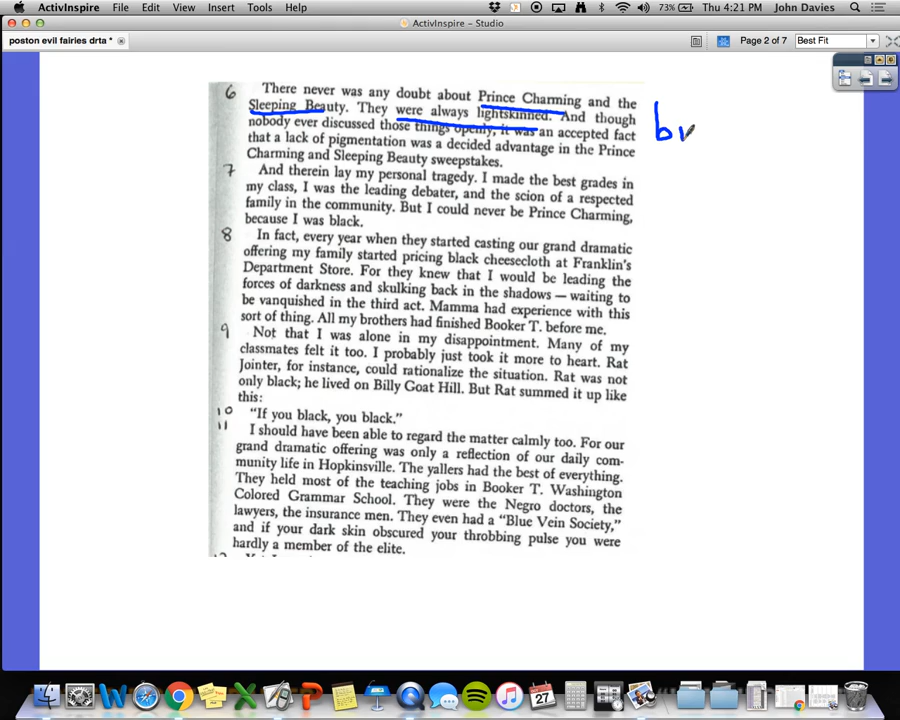 ActivInspire File Edit View Insert Tools Help 73% Thu 4:21 PM John Davies
ActivInspire - Studio
poston evil fairies drta * Page 2 of 7 Best Fit
6 There never was any doubt about Prince Charming and the
Sleeping Beauty. They were always lightskinned. And though
nobody ever discussed those things openly, it was an accepted fact
that a lack of pigmentation was a decided advantage in the Prince
Charming and Sleeping Beauty sweepstakes.
7 And therein lay my personal tragedy. I made the best grades in
my class, I was the leading debater, and the scion of a respected
family in the community. But I could never be Prince Charming,
because I was black.
8 In fact, every year when they started casting our grand dramatic
offering my family started pricing black cheesecloth at Franklin's
Department Store. For they knew that I would be leading the
forces of darkness and skulking back in the shadows — waiting to
be vanquished in the third act. Mamma had experience with this
sort of thing. All my brothers had finished Booker T. before me.
9 Not that I was alone in my disappointment. Many of my
classmates felt it too. I probably just took it more to heart. Rat
Jointer, for instance, could rationalize the situation. Rat was not
only black; he lived on Billy Goat Hill. But Rat summed it up like
this:
10 "If you black, you black."
11 I should have been able to regard the matter calmly too. For our
grand dramatic offering was only a reflection of our daily com-
munity life in Hopkinsville. The yallers had the best of everything.
They held most of the teaching jobs in Booker T. Washington
Colored Grammar School. They were the Negro doctors, the
lawyers, the insurance men. They even had a "Blue Vein Society,"
and if your dark skin obscured your throbbing pulse you were
hardly a member of the elite.